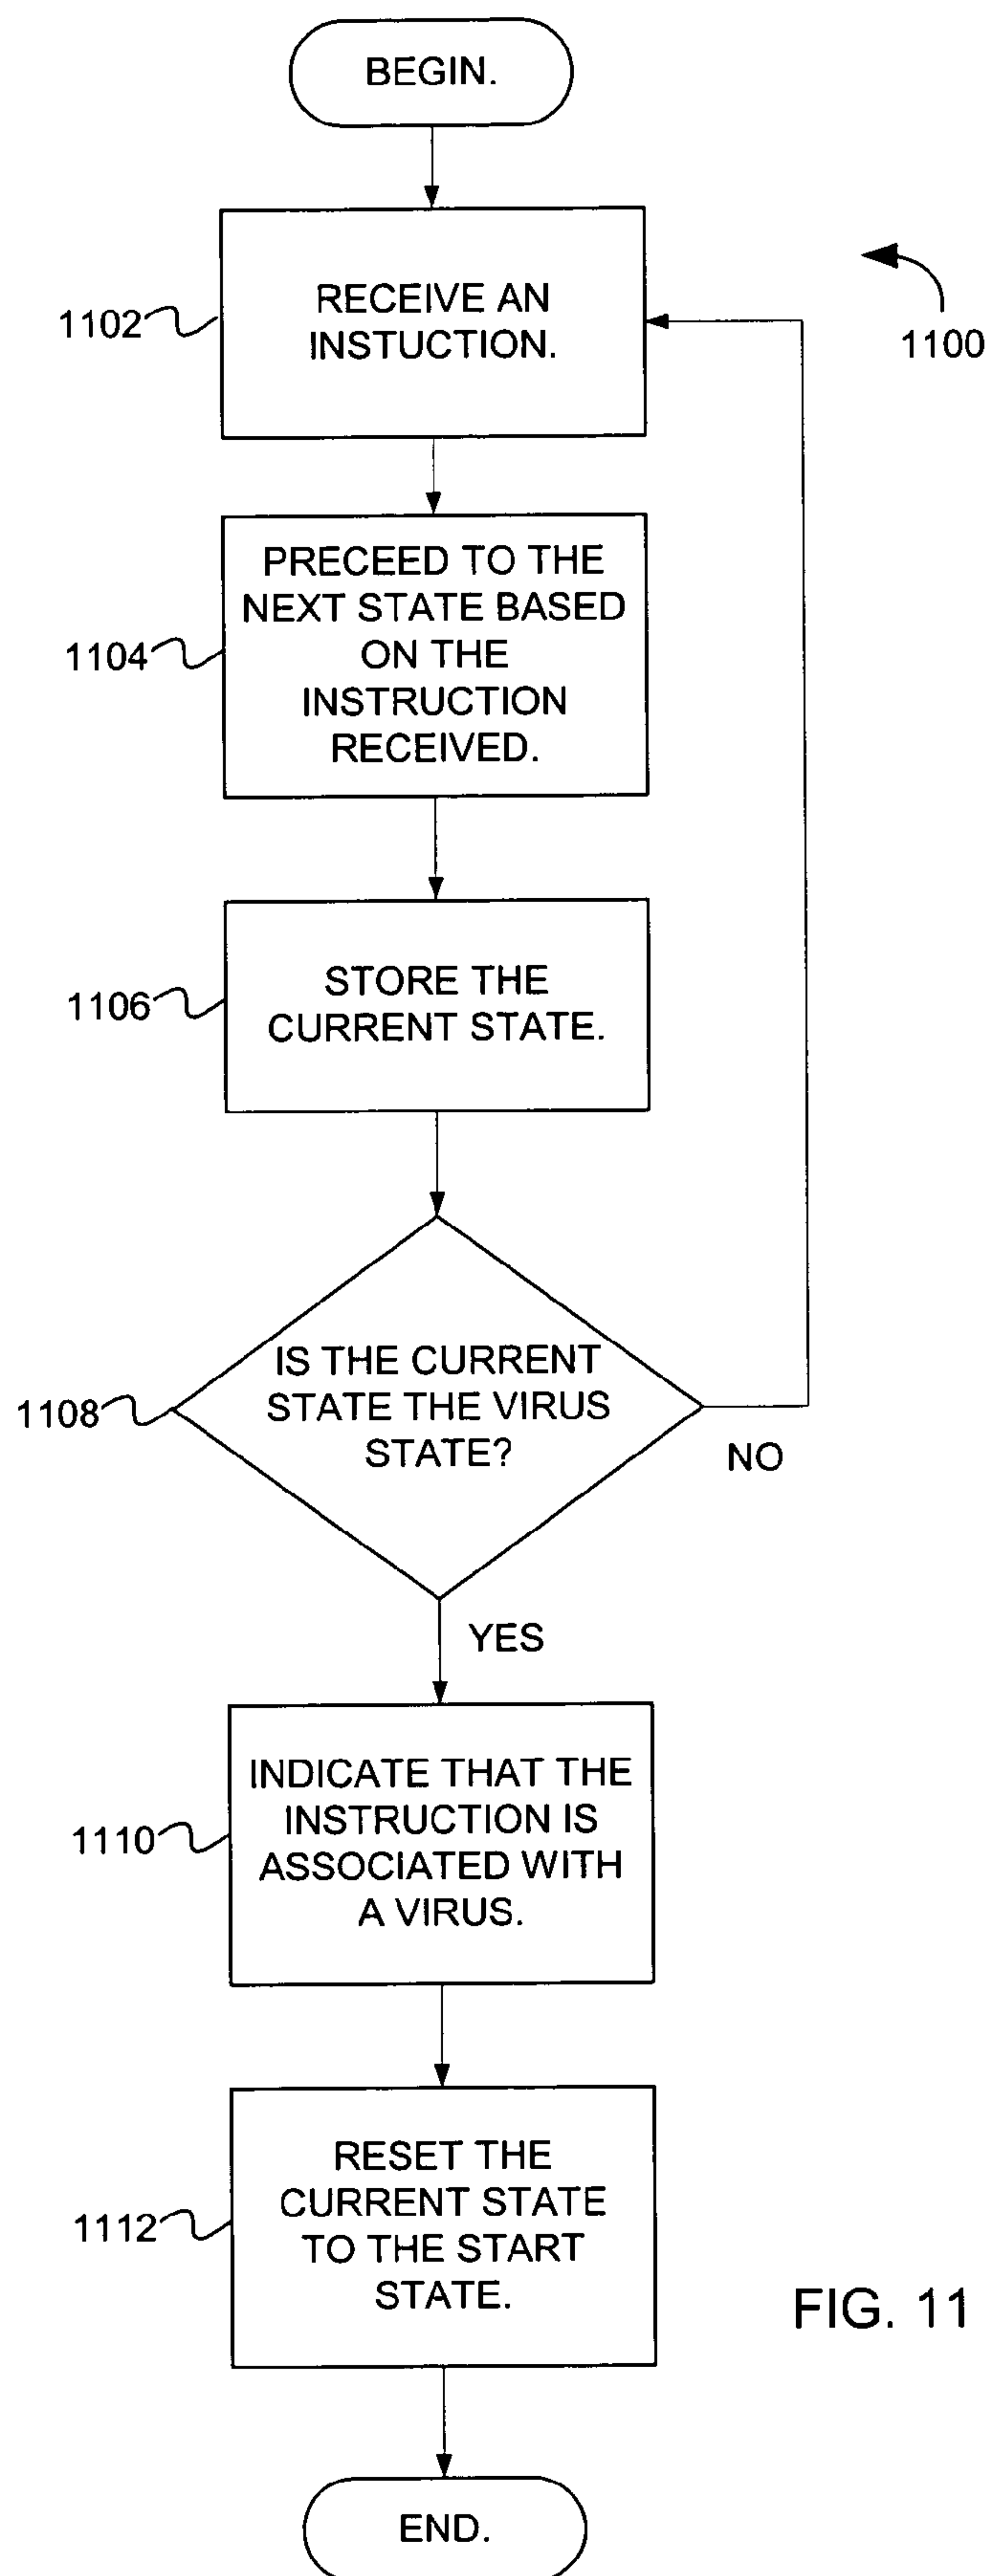 BEGIN.
1102
RECEIVE AN
INSTUCTION.
1100
1104
PRECEED TO THE
NEXT STATE BASED
ON THE
INSTRUCTION
RECEIVED.
1106
STORE THE
CURRENT STATE.
1108
IS THE CURRENT
STATE THE VIRUS
STATE?
NO
YES
1110
INDICATE THAT THE
INSTRUCTION IS
ASSOCIATED WITH
A VIRUS.
1112
RESET THE
CURRENT STATE
TO THE START
STATE.
FIG. 11
END.